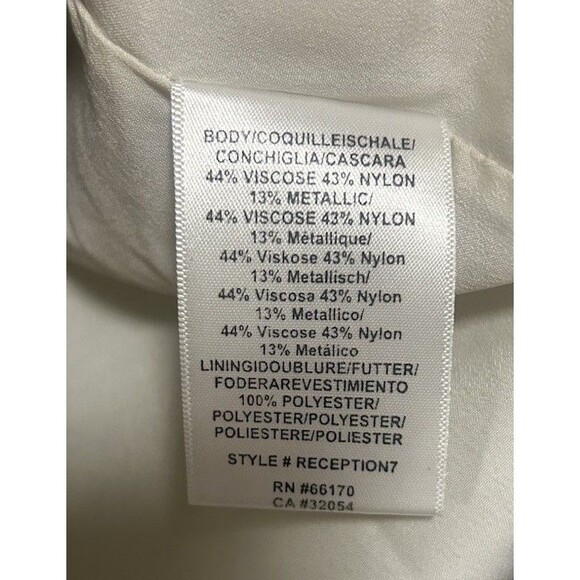 BODY/COQUILLEISCHALE/
CONCHIGLIA/CASCARA
44% VISCOSE 43% NYLON
13% METALLIC/
44% VISCOSE 43% NYLON
13% Métallique/
44% Viskose 43% Nylon
13% Metallisch/
44% Viscosa 43% Nylon/
13% Metallico/
44% Viscose 43% Nylon
13% Metálico
LININGIDOUBLURE/FUTTER/
FODERAREVESTIMIENTO
100% POLYESTER/
POLYESTER/POLYESTER/
POLIESTERE/POLIESTER
STYLE # RECEPTION7
RN #66170
CA #32054